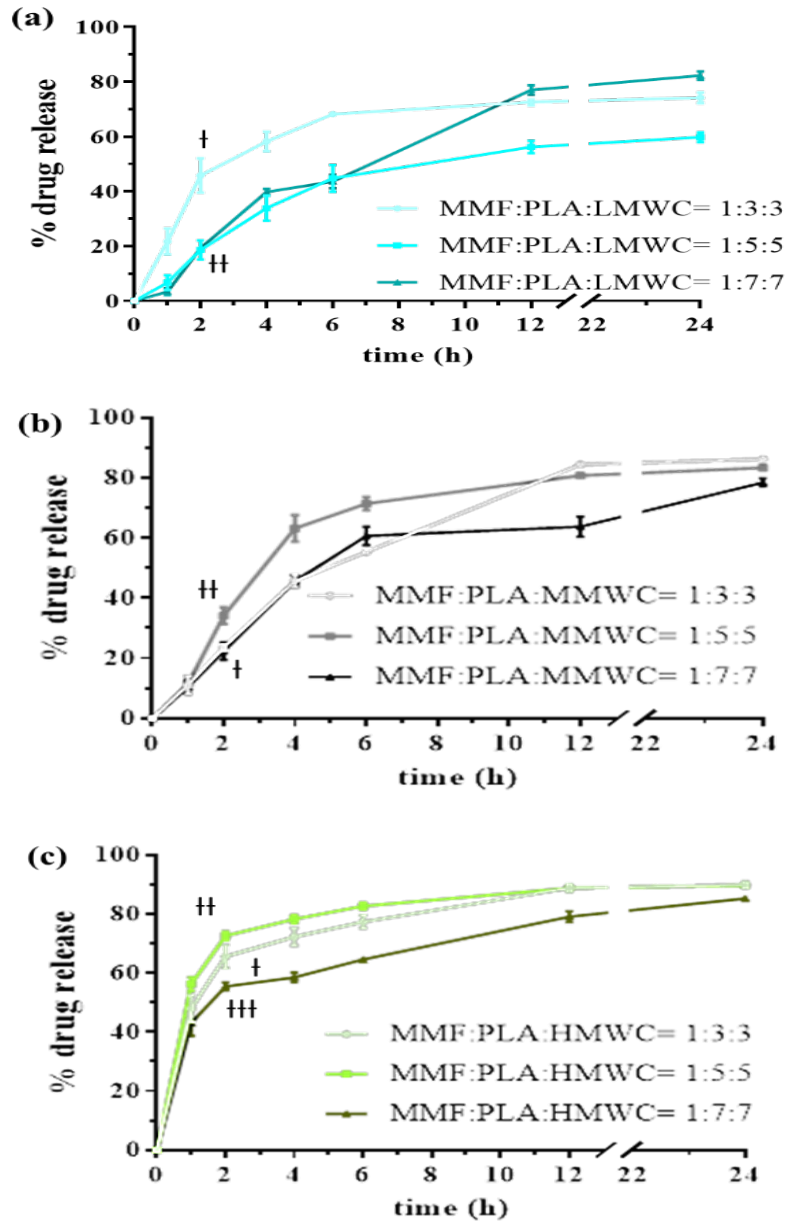 (a)
100
80
60
40
20
0
% drug release
ƚ
ƚƚ
MMF:PLA:LMWC= 1:3:3
MMF:PLA:LMWC= 1:5:5
MMF:PLA:LMWC= 1:7:7
0 2 4 6 8 10 12 22 24
time (h)
(b)
100
80
60
40
20
0
% drug release
ƚƚ
ƚ
MMF:PLA:MMWC= 1:3:3
MMF:PLA:MMWC= 1:5:5
MMF:PLA:MMWC= 1:7:7
0 2 4 6 8 10 12 22 24
time (h)
(c)
100
80
60
40
20
0
% drug release
ƚƚ
ƚ
ƚƚƚ
MMF:PLA:HMWC= 1:3:3
MMF:PLA:HMWC= 1:5:5
MMF:PLA:HMWC= 1:7:7
0 2 4 6 8 10 12 22 24
time (h)